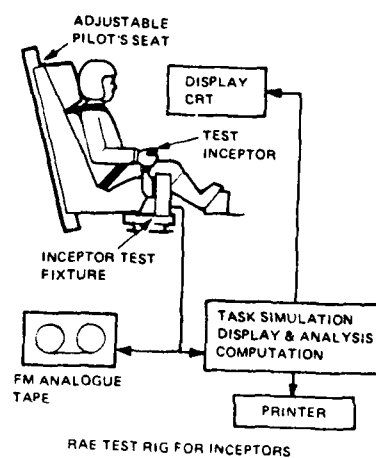 ADJUSTABLE
PILOT'S SEAT
DISPLAY
CRT
TEST
INCEPTOR
INCEPTOR TEST
FIXTURE
TASK SIMULATION
DISPLAY & ANALYSIS
COMPUTATION
FM ANALOGUE
TAPE
PRINTER
RAE TEST RIG FOR INCEPTORS